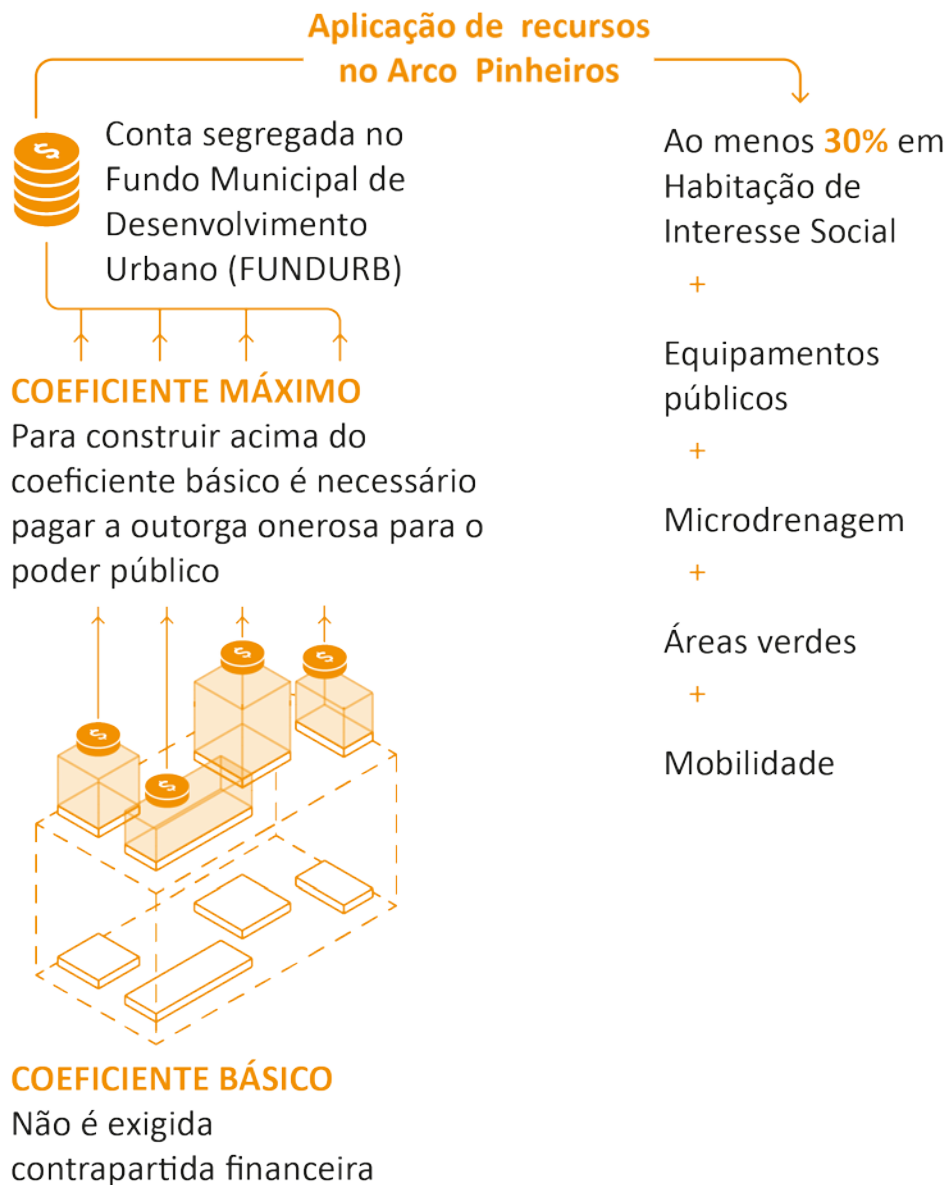 Aplicação de recursos
no Arco Pinheiros
Conta segregada no
Fundo Municipal de
Desenvolvimento
Urbano (FUNDURB)
COEFICIENTE MÁXIMO
Para construir acima do
coeficiente básico é necessário
pagar a outorga onerosa para o
poder público
$
$
$
$
$
COEFICIENTE BÁSICO
Não é exigida
contrapartida financeira
Ao menos 30% em
Habitação de
Interesse Social
+
Equipamentos
públicos
+
Microdrenagem
+
Áreas verdes
+
Mobilidade